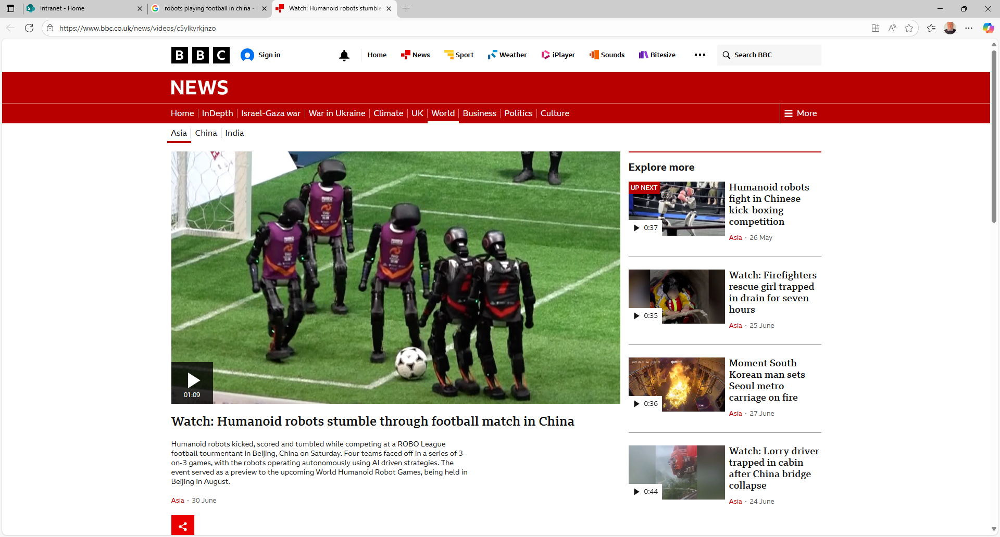 Intranet - Home
robots playing football in china -
Watch: Humanoid robots stumble
https://www.bbc.co.uk/news/videos/c5ylkyrkjnzo
BBC Sign in Home News Sport Weather iPlayer Sounds Bitesize Search BBC
NEWS
Home InDepth Israel-Gaza war War in Ukraine Climate UK World Business Politics Culture More
Asia China India
01:09
Watch: Humanoid robots stumble through football match in China
Humanoid robots kicked, scored and tumbled while competing at a ROBO League
football tourmentant in Beijing, China on Saturday. Four teams faced off in a series of 3-
on-3 games, with the robots operating autonomously using AI driven strategies. The
event served as a preview to the upcoming World Humanoid Robot Games, being held in
Beijing in August.
Asia · 30 June
Explore more
UP NEXT
0:37
Humanoid robots
fight in Chinese
kick-boxing
competition
Asia · 26 May
0:35
Watch: Firefighters
rescue girl trapped
in drain for seven
hours
Asia · 25 June
0:36
Moment South
Korean man sets
Seoul metro
carriage on fire
Asia · 27 June
0:44
Watch: Lorry driver
trapped in cabin
after China bridge
collapse
Asia · 24 June